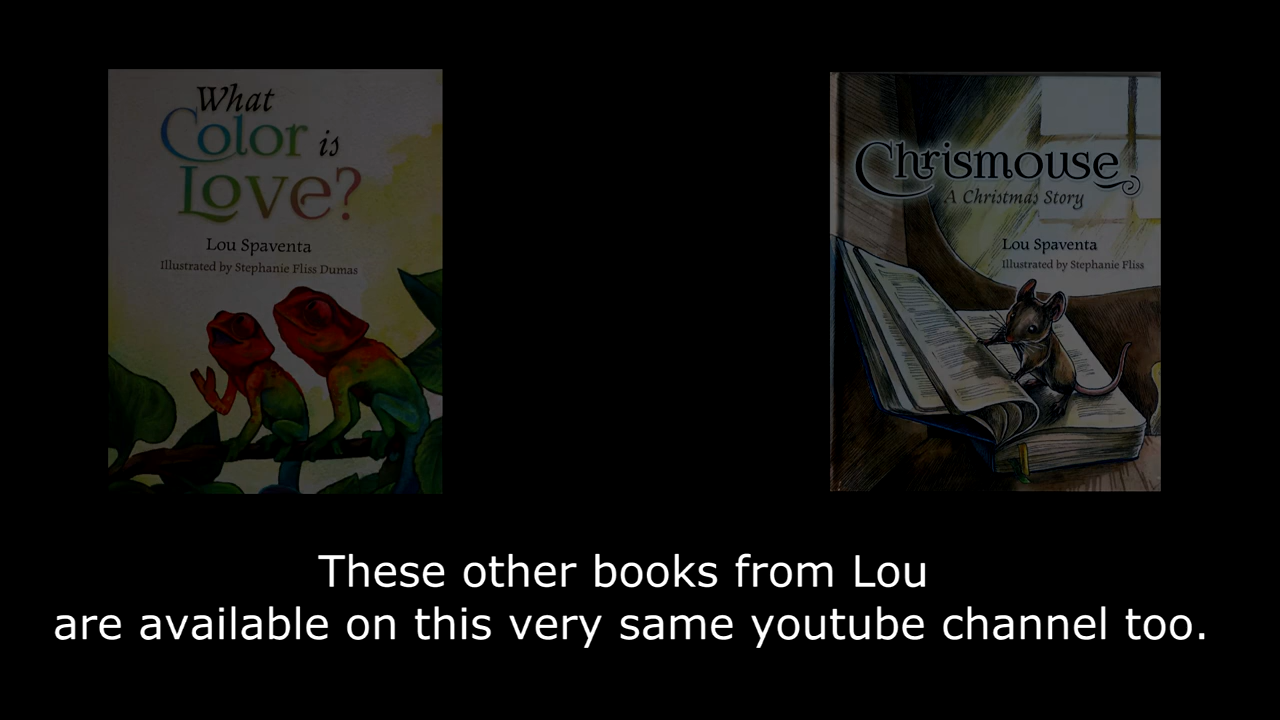 What
Color is
Love?
Lou Spaventa
Illustrated by Stephanie Fliss Dumas
Chrismouse
A Christmas Story
Lou Spaventa
Illustrated by Stephanie Fliss
These other books from Lou
are available on this very same youtube channel too.